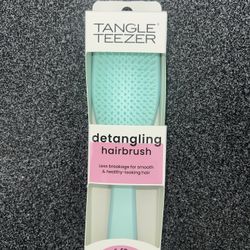 TANGLE®
TEEZER
detangling
hairbrush
Less breakage for smooth
& healthy-looking hair